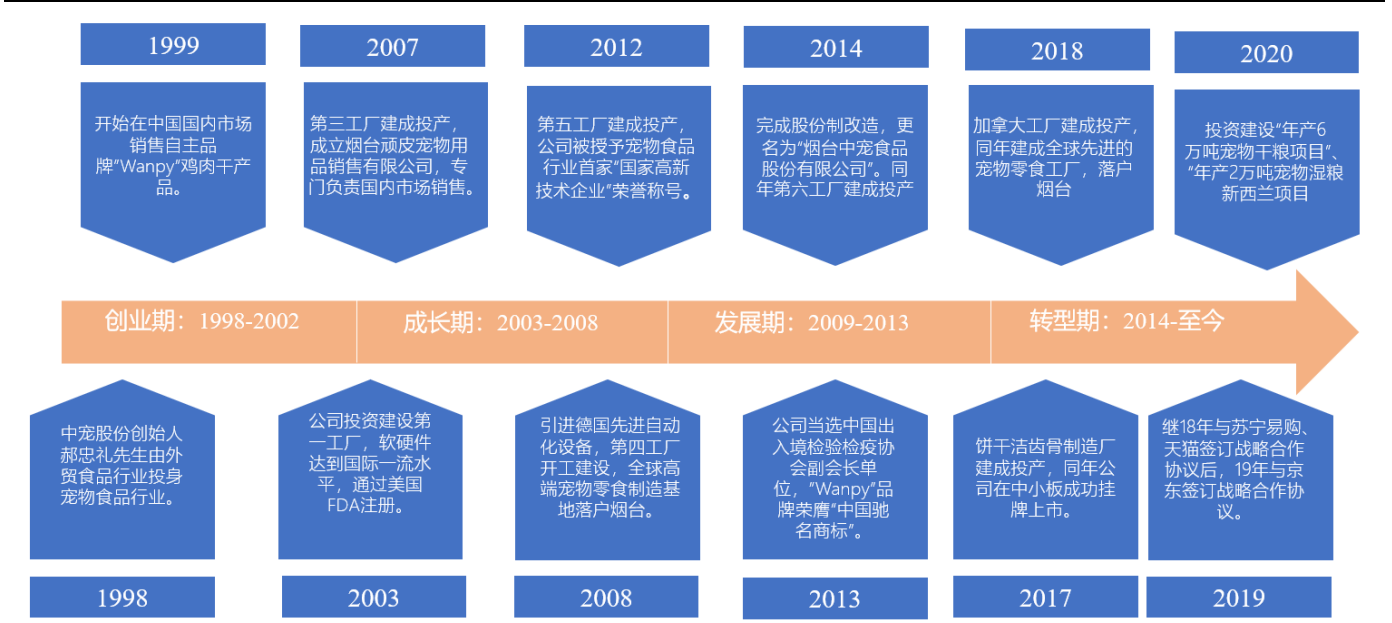 1999
开始在中国国内市场
销售自主品
牌"Wanpy"鸡肉干产
品。
2007
第三工厂建成投产，
成立烟台顽皮宠物用
品销售有限公司，专
门负责国内市场销售。
2012
第五工厂建成投产，
公司被授予宠物食品
行业首家"国家高新
技术企业"荣誉称号。
2014
完成股份制改造，更
名为"烟台中宠食品
股份有限公司"。同
年第六工厂建成投产
2018
加拿大工厂建成投产，
同年建成全球先进的
宠物零食工厂，落户
烟台
2020
投资建设"年产6
万吨宠物干粮项目"、
"年产2万吨宠物湿粮
新西兰项目
创业期：1998-2002
成长期：2003-2008
发展期：2009-2013
转型期：2014-至今
中宠股份创始人
郝忠礼先生由外
贸食品行业投身
宠物食品行业。
1998
公司投资建设第
一工厂，软硬件
达到国际一流水
平，通过美国
FDA注册。
2003
引进德国先进自动
化设备，第四工厂
开工建设，全球高
端宠物零食制造基
地落户烟台。
2008
公司当选中国出
入境检验检疫协
会副会长单
位，"Wanpy"品
牌荣膺"中国驰
名商标"。
2013
饼干洁齿骨制造厂
建成投产，同年公
司在中小板成功挂
牌上市。
2017
继18年与苏宁易购、
天猫签订战略合作
协议后，19年与京
东签订战略合作协
议。
2019